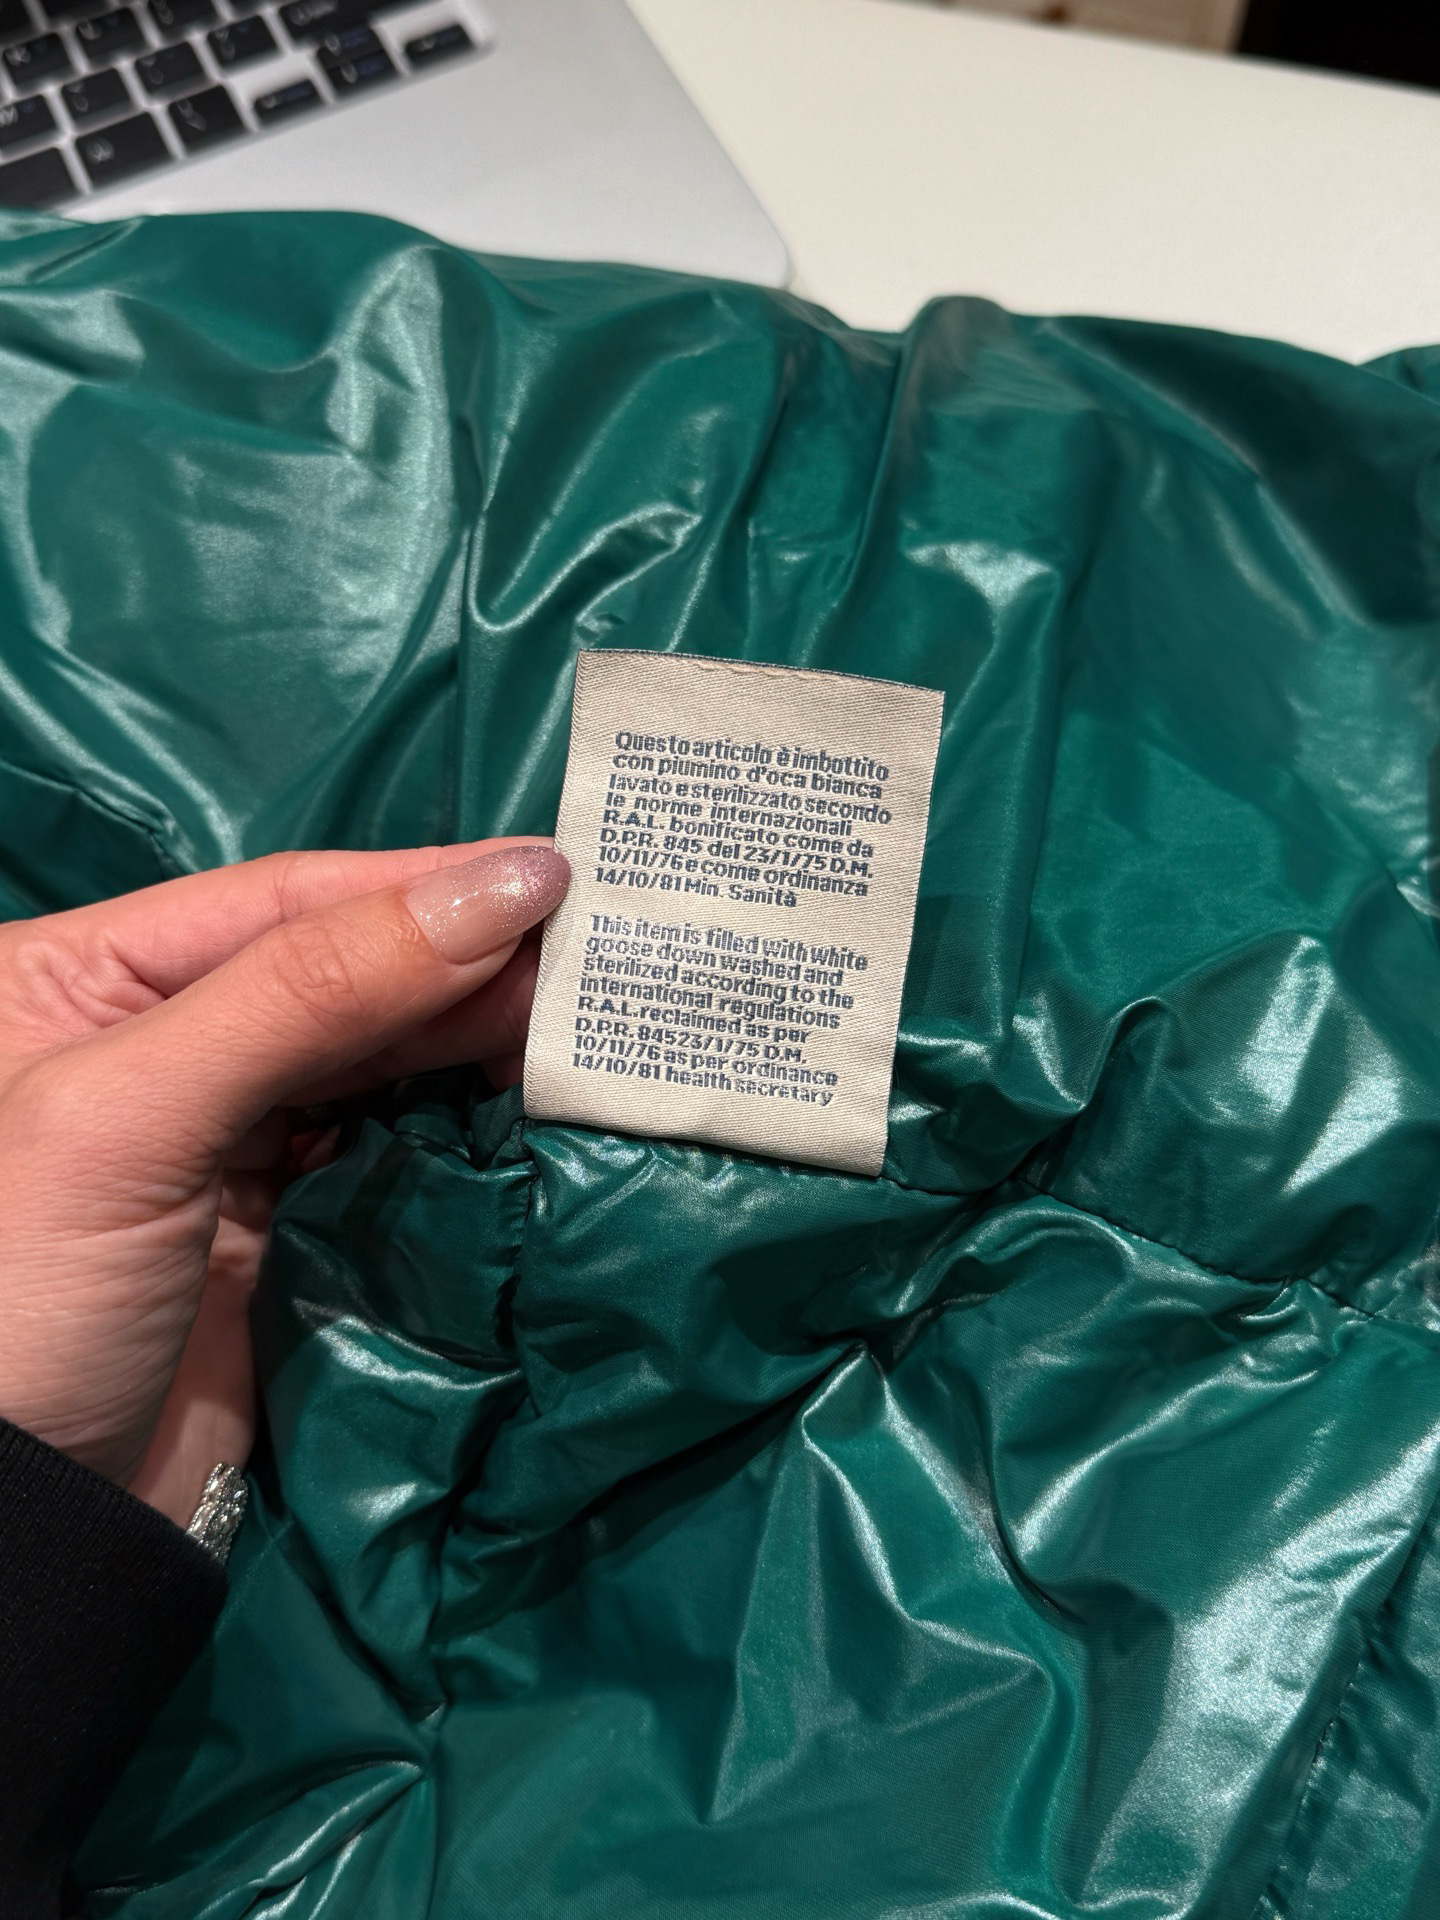 Questo articolo è imbottito
con piumino d'oca bianca
lavato e sterilizzato secondo
le norme internazionali
R.A.L. bonificato come da
D.P.R. 845 del 23/1/75 D.M.
10/11/76 e come ordinanza
14/10/81 Min. Sanità
This item is filled with white
goose down washed and
sterilized according to the
international regulations
R.A.L. reclaimed as per
D.P.R. 84523/1/75 D.M.
10/11/76 as per ordinance
14/10/81 health secretary